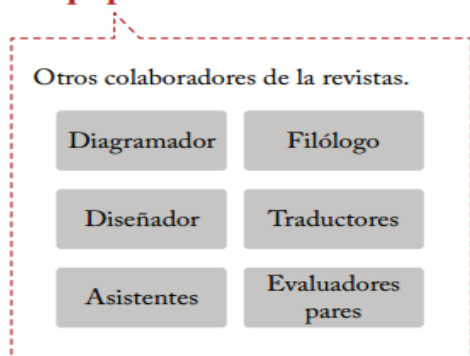 Otros colaboradores de la revistas.
Diagramador
Filólogo
Diseñador
Traductores
Asistentes
Evaluadores
pares